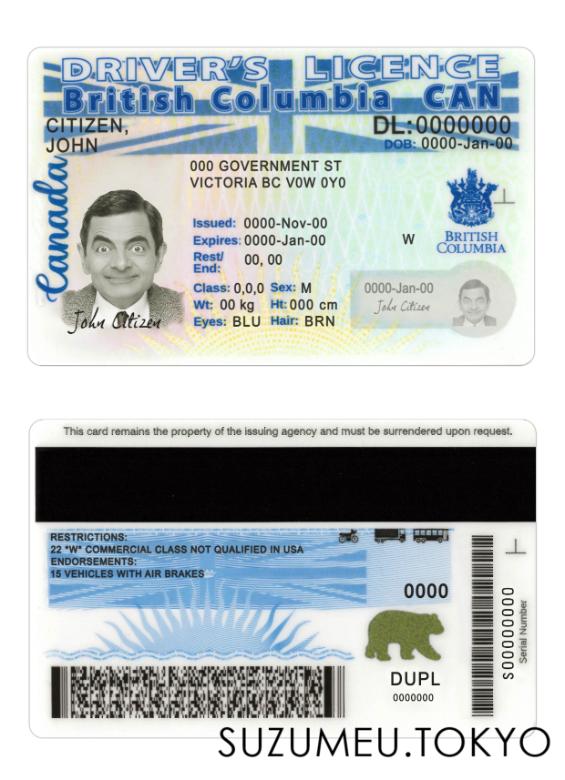 DRIVER'S LICENCE
British Columbia CAN
CITIZEN,
JOHN
DL:0000000
DOB: 0000-Jan-00
Canada
000 GOVERNMENT ST
VICTORIA BC V0W 0Y0
Issued: 0000-Nov-00
Expires: 0000-Jan-00
W
Rest/
End: 00, 00
Class: 0,0,0 Sex: M
Wt: 00 kg Ht: 000 cm
Eyes: BLU Hair: BRN
BRITISH
COLUMBIA
0000-Jan-00
John Citizen
John Citizen
This card remains the property of the issuing agency and must be surrendered upon request.
RESTRICTIONS:
22 "W" COMMERCIAL CLASS NOT QUALIFIED IN USA
ENDORSEMENTS:
15 VEHICLES WITH AIR BRAKES
0000
DUPL
0000000
S00000000
Serial Number
SUZUMEU.TOKYO